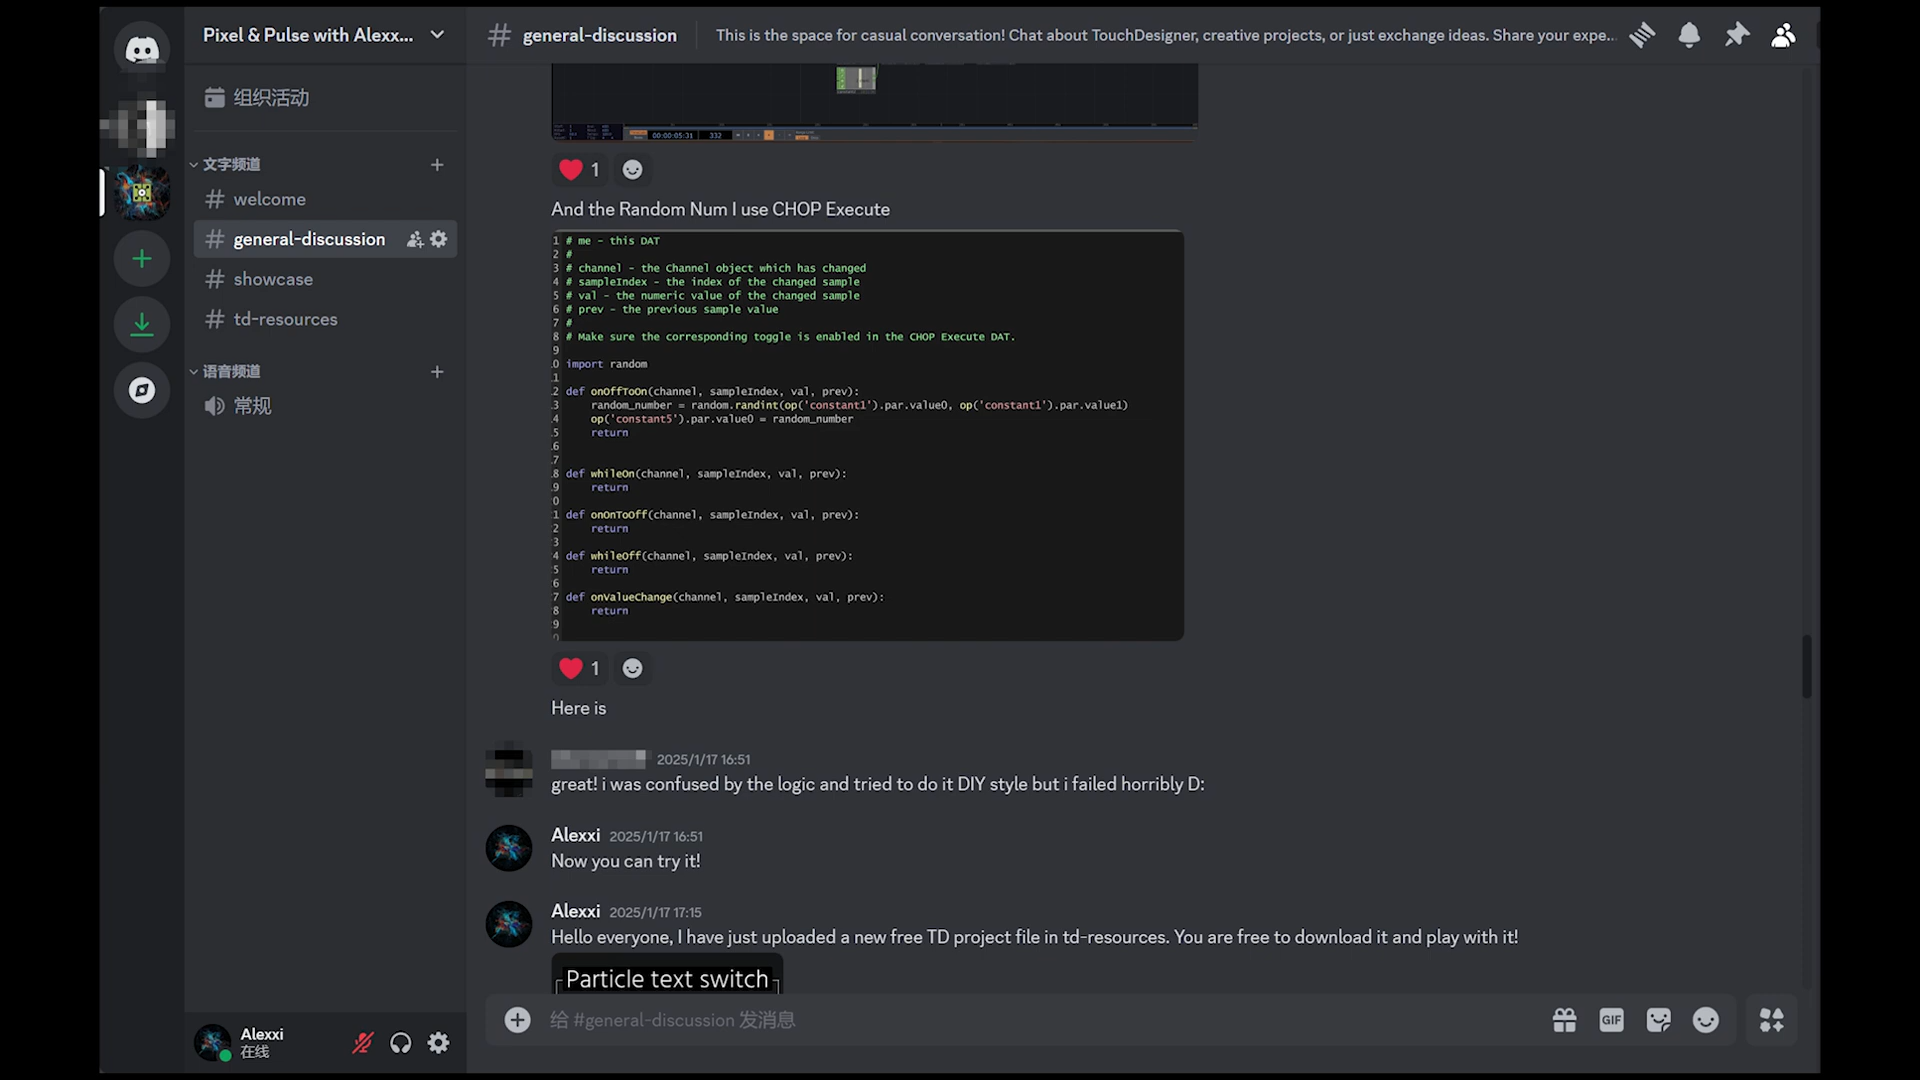 Pixel & Pulse with Alexx...
general-discussion
This is the space for casual conversation! Chat about TouchDesigner, creative projects, or just exchange ideas. Share your expe...
组织活动
文字频道
welcome
general-discussion
showcase
td-resources
语音频道
常规
00:00:05:31 332
1
And the Random Num I use CHOP Execute
1 # me - this DAT
2 #
3 # channel - the Channel object which has changed
4 # sampleIndex - the index of the changed sample
5 # val - the numeric value of the changed sample
6 # prev - the previous sample value
7 #
8 # Make sure the corresponding toggle is enabled in the CHOP Execute DAT.
9
0 import random
1
2 def onOffToOn(channel, sampleIndex, val, prev):
3 random_number = random.randint(op('constant1').par.value0, op('constant1').par.value1)
4 op('constant5').par.value0 = random_number
5 return
6
7
8 def whileOn(channel, sampleIndex, val, prev):
9 return
0
1 def onOnToOff(channel, sampleIndex, val, prev):
2 return
3
4 def whileOff(channel, sampleIndex, val, prev):
5 return
6
7 def onValueChange(channel, sampleIndex, val, prev):
8 return
9
0
1
Here is
2025/1/17 16:51
great! i was confused by the logic and tried to do it DIY style but i failed horribly D:
Alexxi 2025/1/17 16:51
Now you can try it!
Alexxi 2025/1/17 17:15
Hello everyone, I have just uploaded a new free TD project file in td-resources. You are free to download it and play with it!
Particle text switch
给 #general-discussion 发消息
GIF
Alexxi
在线